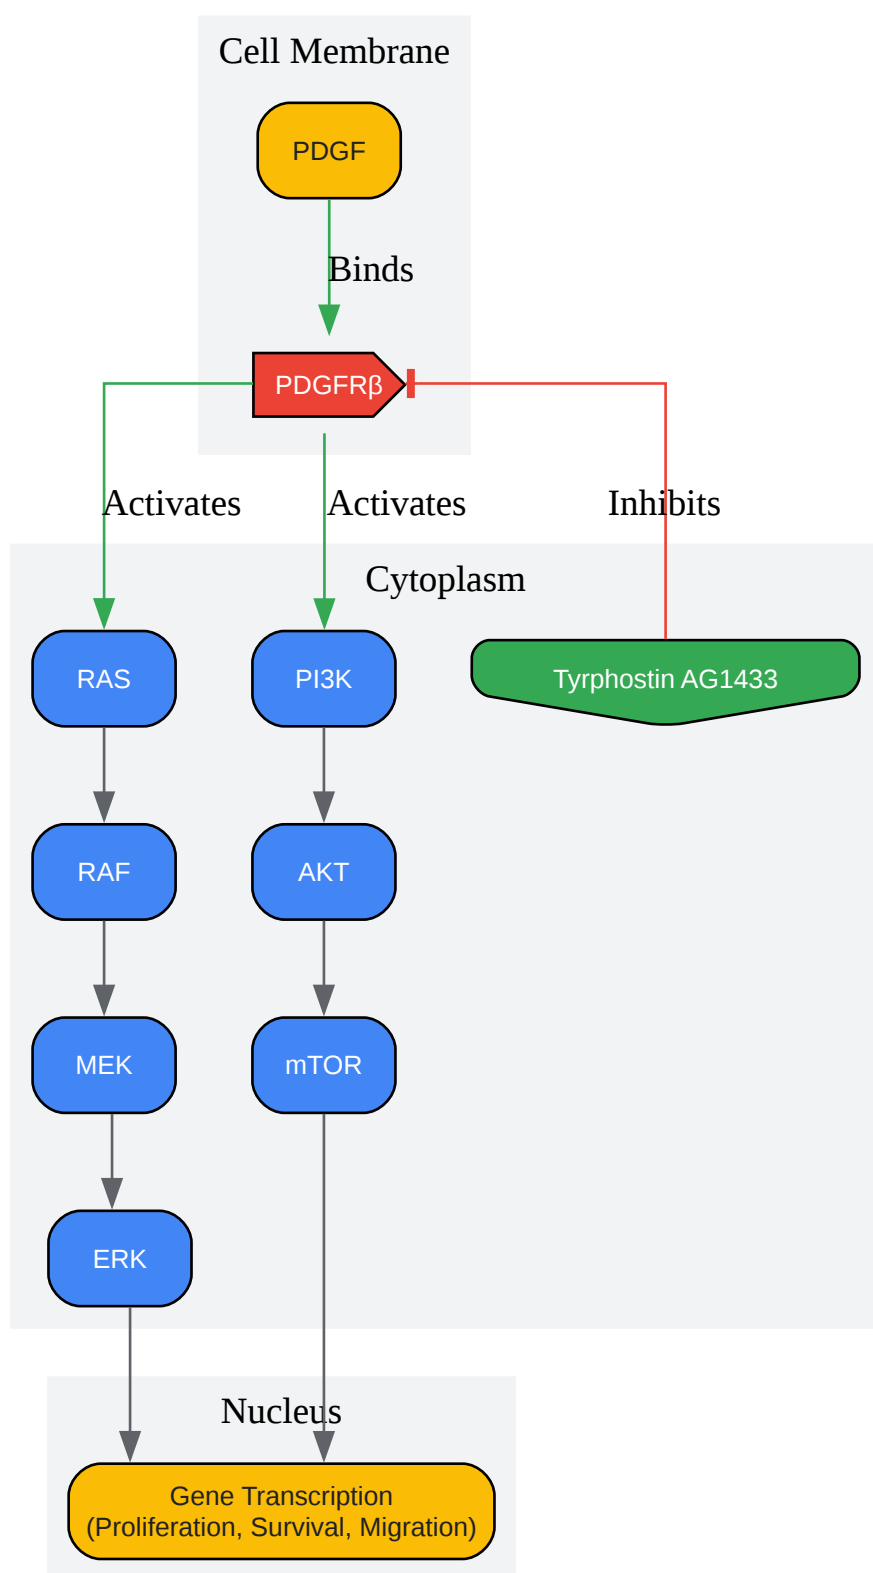 Cell Membrane
PDGF
Binds
PDGFRβ
Activates
Activates
Inhibits
Cytoplasm
RAS
PI3K
Tyrphostin AG1433
RAF
AKT
MEK
mTOR
ERK
Nucleus
Gene Transcription
(Proliferation, Survival, Migration)